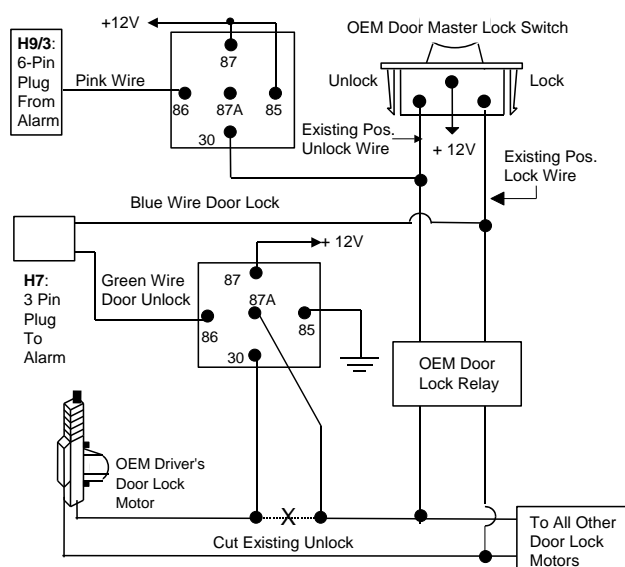 +12V
OEM Door Master Lock Switch
H9/3:
6-Pin
Plug
From
Alarm
Pink Wire
87
86
87A
85
30
Unlock
Lock
+ 12V
Existing Pos.
Unlock Wire
Existing Pos.
Lock Wire
Blue Wire Door Lock
+ 12V
H7:
3 Pin
Plug
To
Alarm
Green Wire
Door Unlock
87
87A
86
85
30
OEM Door
Lock Relay
OEM Driver's
Door Lock
Motor
X
Cut Existing Unlock
To All Other
Door Lock
Motors